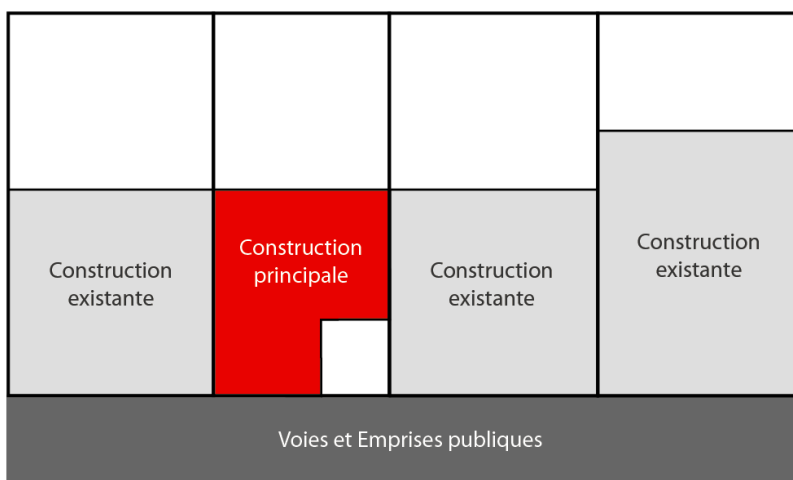 Construction
existante
Construction
principale
Construction
existante
Construction
existante
Voies et Emprises publiques